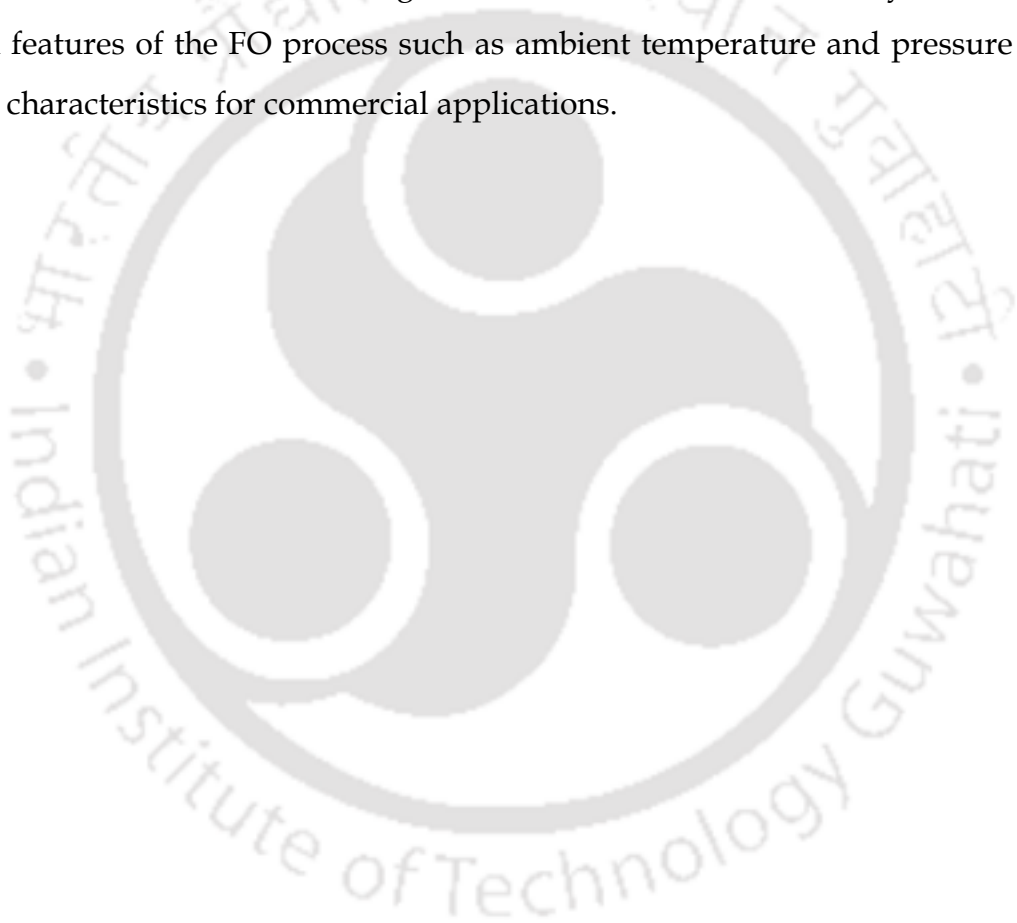 features of the FO process such as ambient temperature and pressure
characteristics for commercial applications.
गुवाहाटी
• Indian Institute of Technology Guwahati •